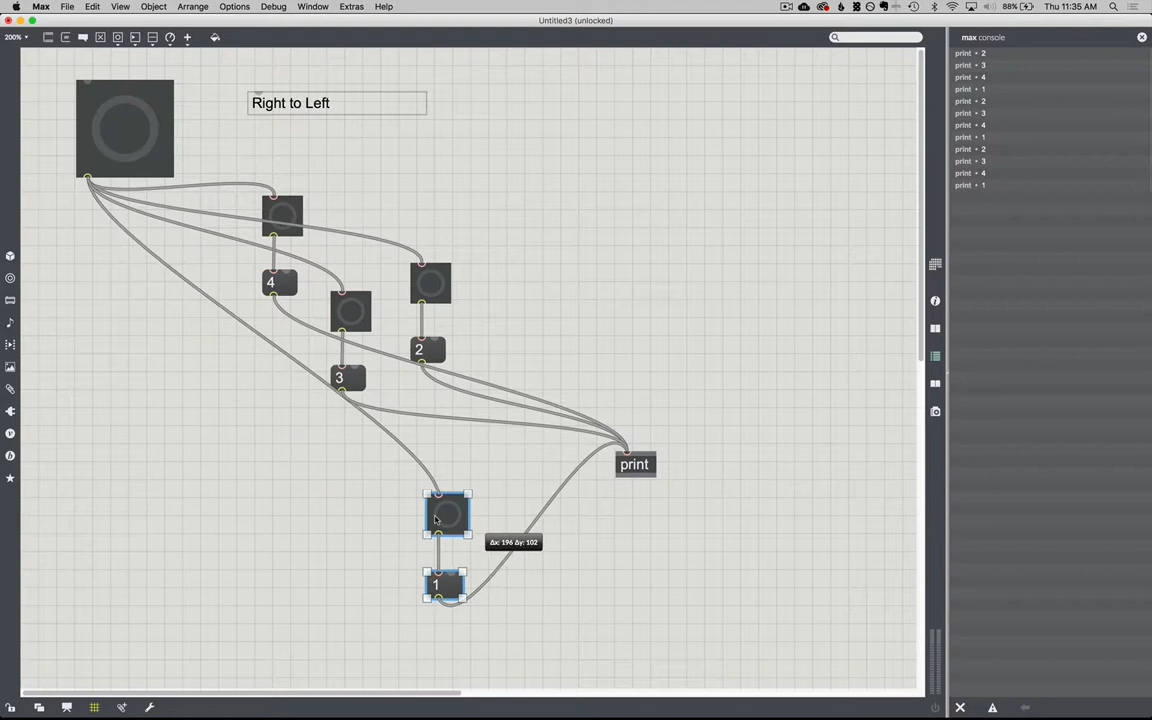 Max File Edit View Object Arrange Options Debug Window Extras Help 88% Thu 11:35 AM
Untitled3 (unlocked)
200%
max console
Right to Left
print • 2
print • 3
print • 4
print • 1
print • 2
print • 3
print • 4
print • 1
print • 2
print • 3
print • 4
print • 1
4
2
3
print
Δx: 196 Δy: 102
1